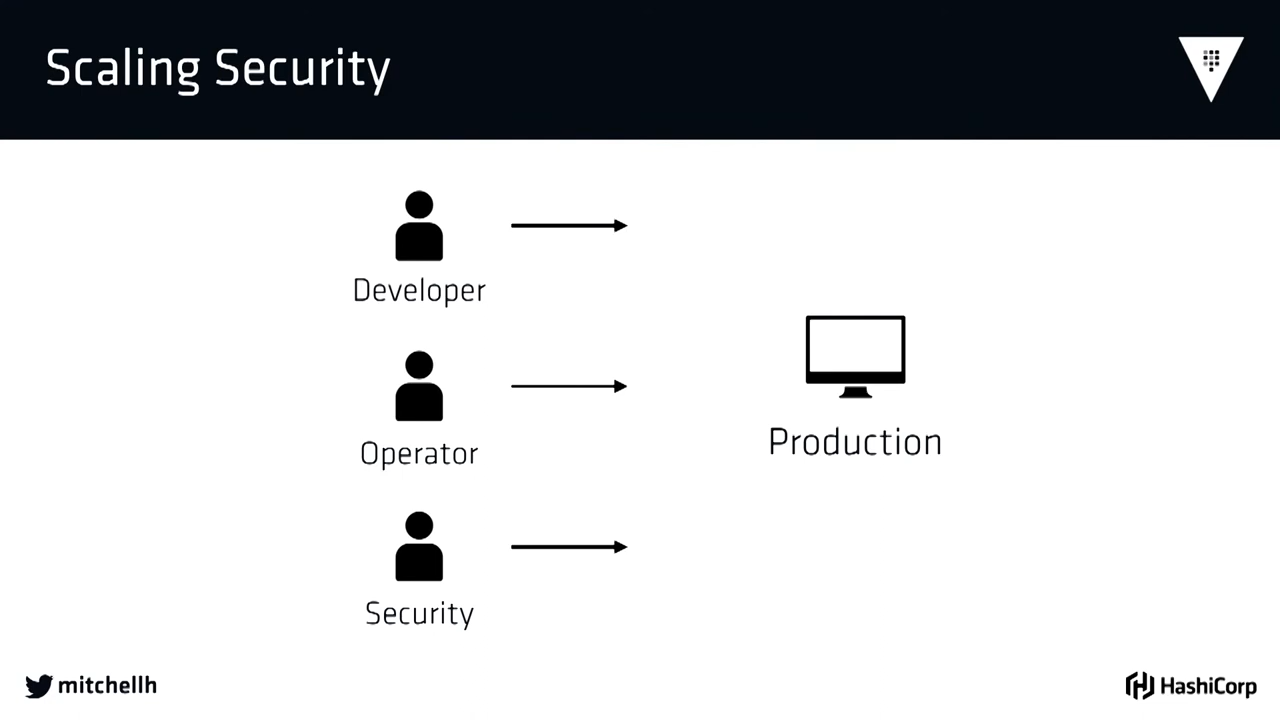 Scaling Security
Developer
Operator
Production
Security
mitchellh
HashiCorp